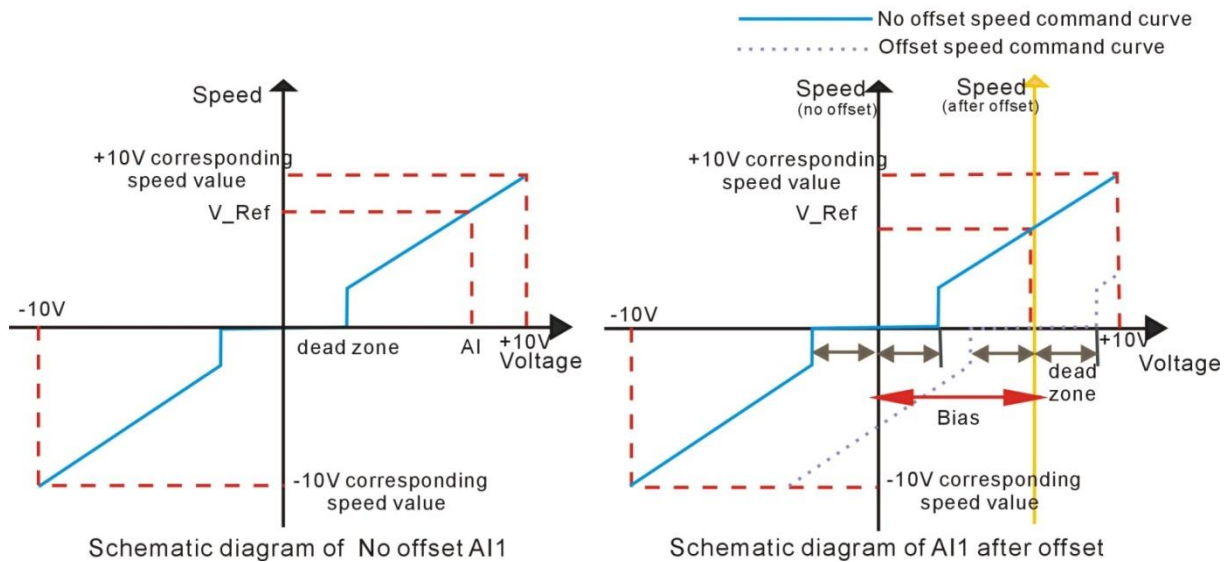 No offset speed command curve
Offset speed command curve
Speed
+10V corresponding
speed value
V_Ref
-10V
dead zone
AI
+10V
Voltage
-10V corresponding
speed value
Schematic diagram of No offset AI1
Speed
(no offset)
Speed
(after offset)
+10V corresponding
speed value
V_Ref
-10V
+10V
Voltage
dead
zone
Bias
-10V corresponding
speed value
Schematic diagram of AI1 after offset